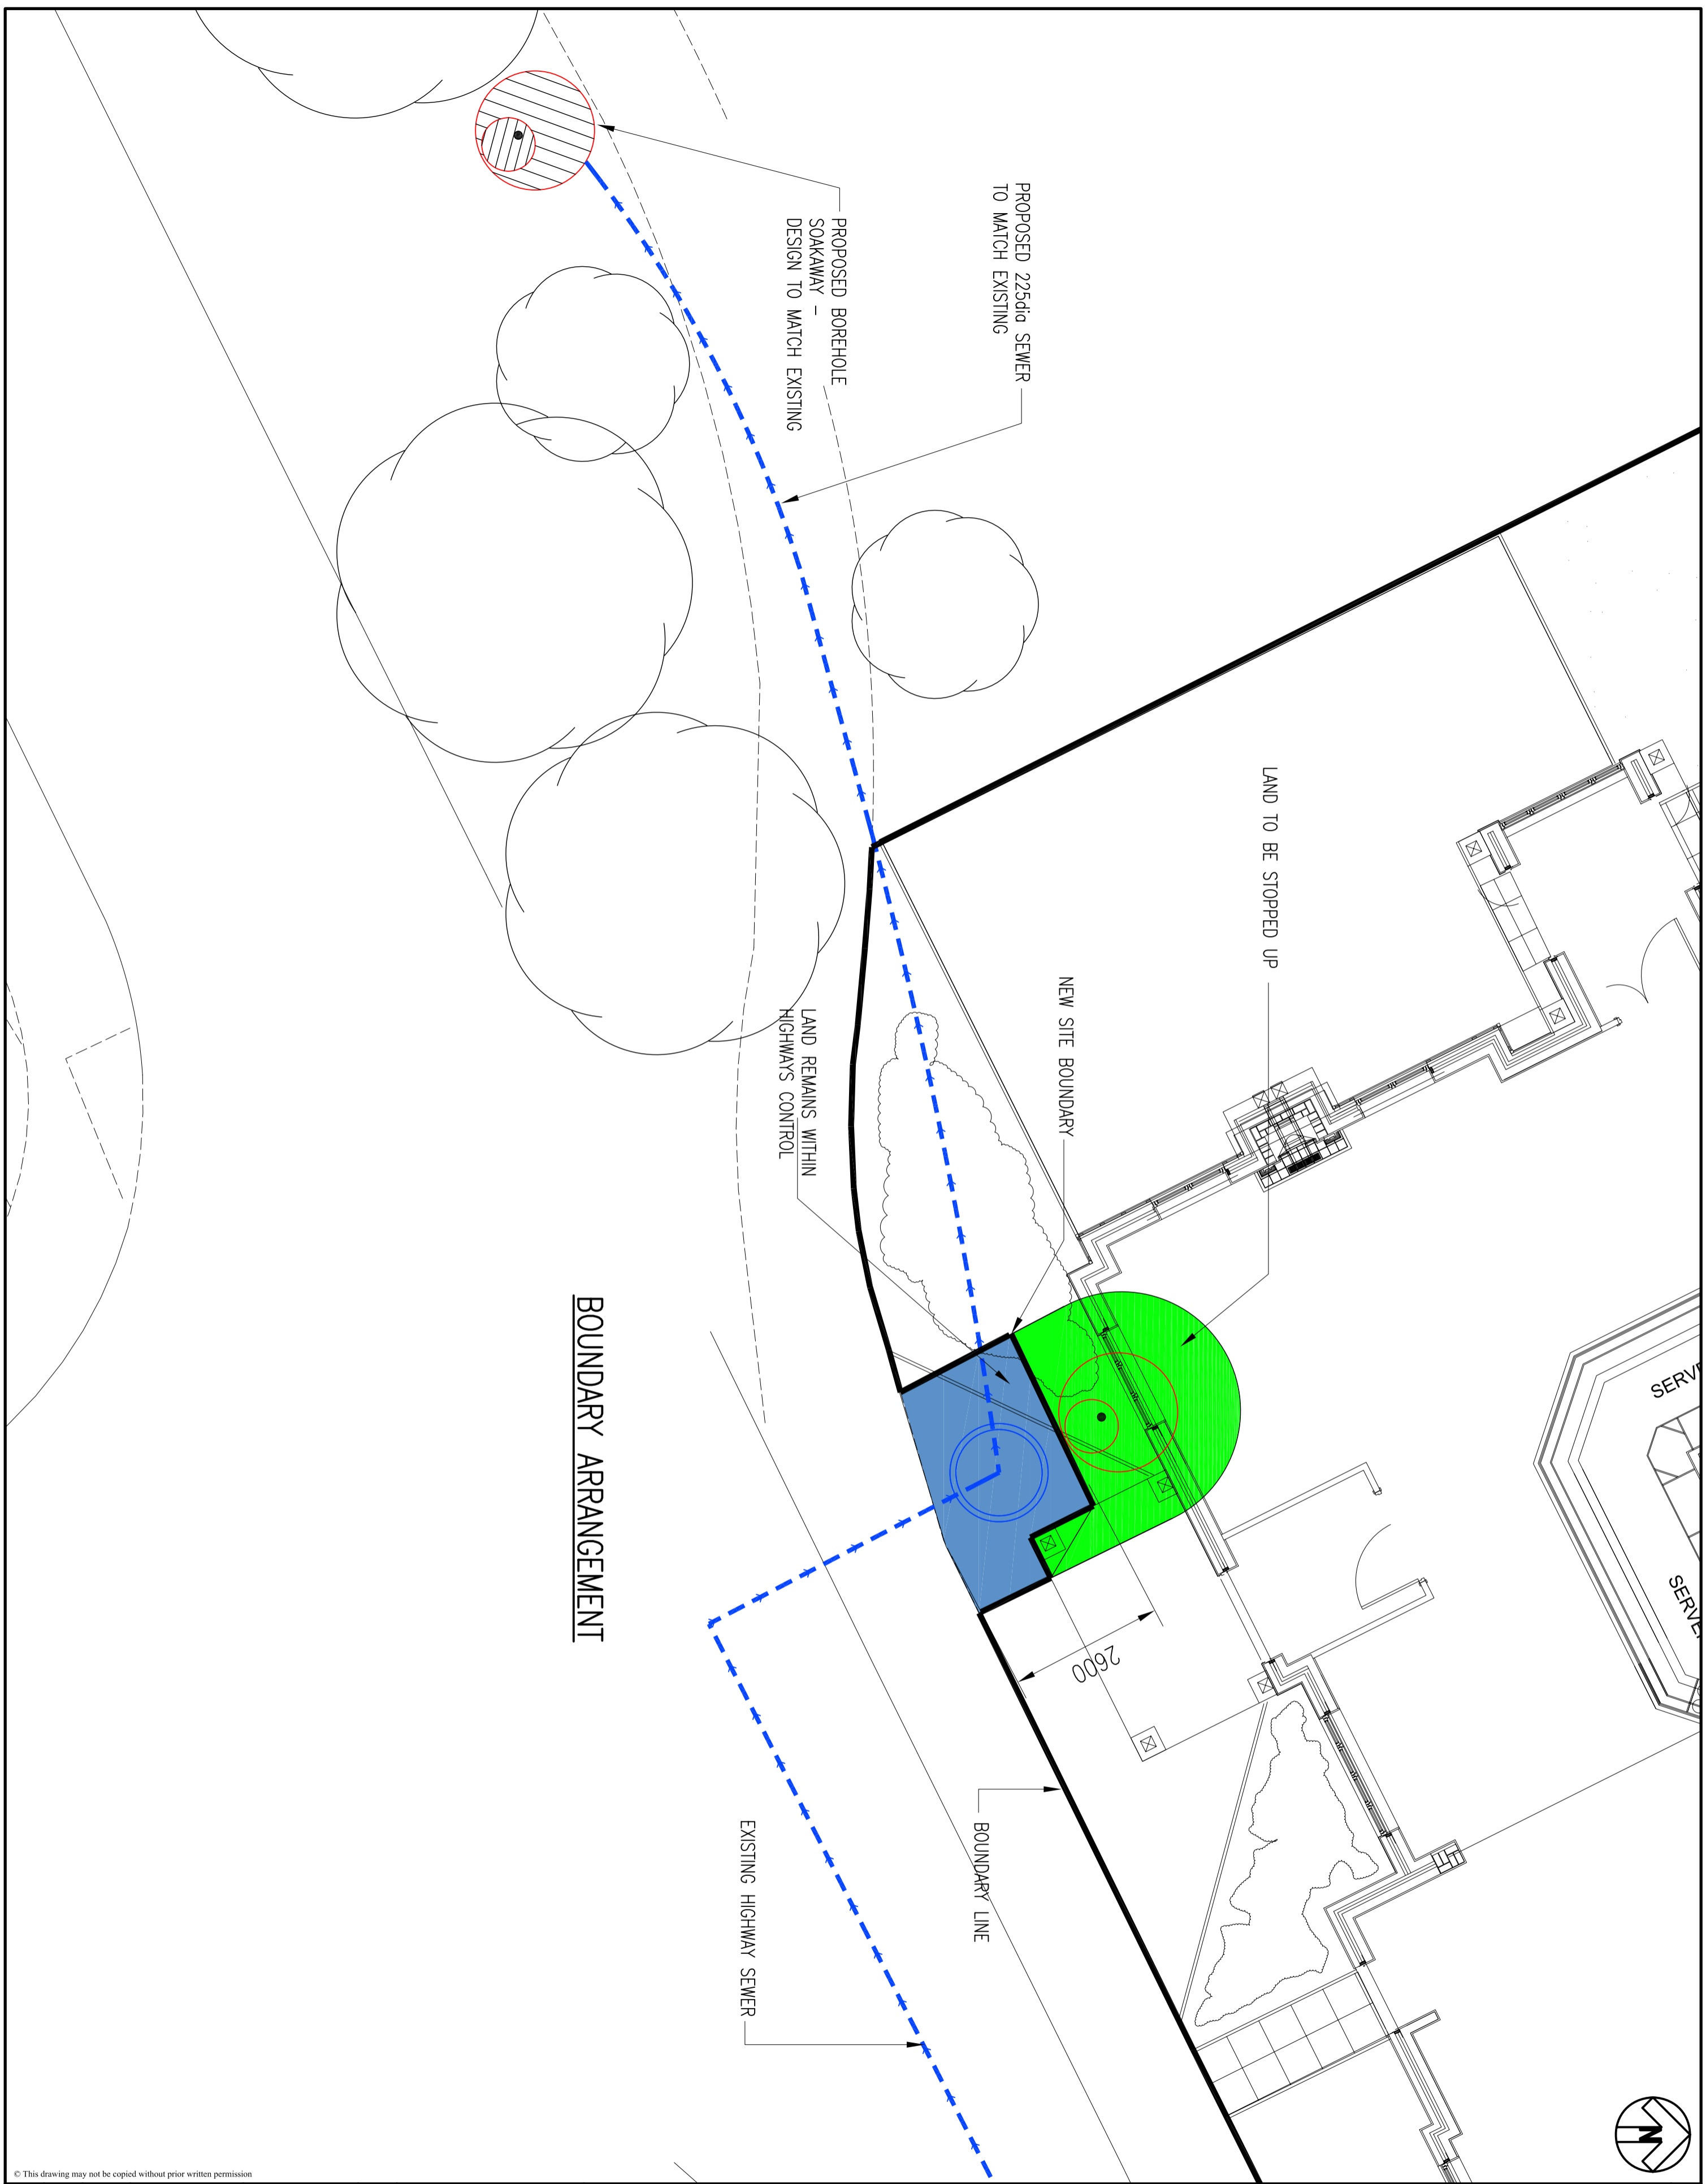 PROPOSED 225dia SEWER
TO MATCH EXISTING
PROPOSED BOREHOLE
SOAKAWAY -
DESIGN TO MATCH EXISTING
LAND TO BE STOPPED UP
NEW SITE BOUNDARY
LAND REMAINS WITHIN
HIGHWAYS CONTROL
BOUNDARY ARRANGEMENT
2600
BOUNDARY LINE
EXISTING HIGHWAY SEWER
SERVE
SERVE
N
© This drawing may not be copied without prior written permission